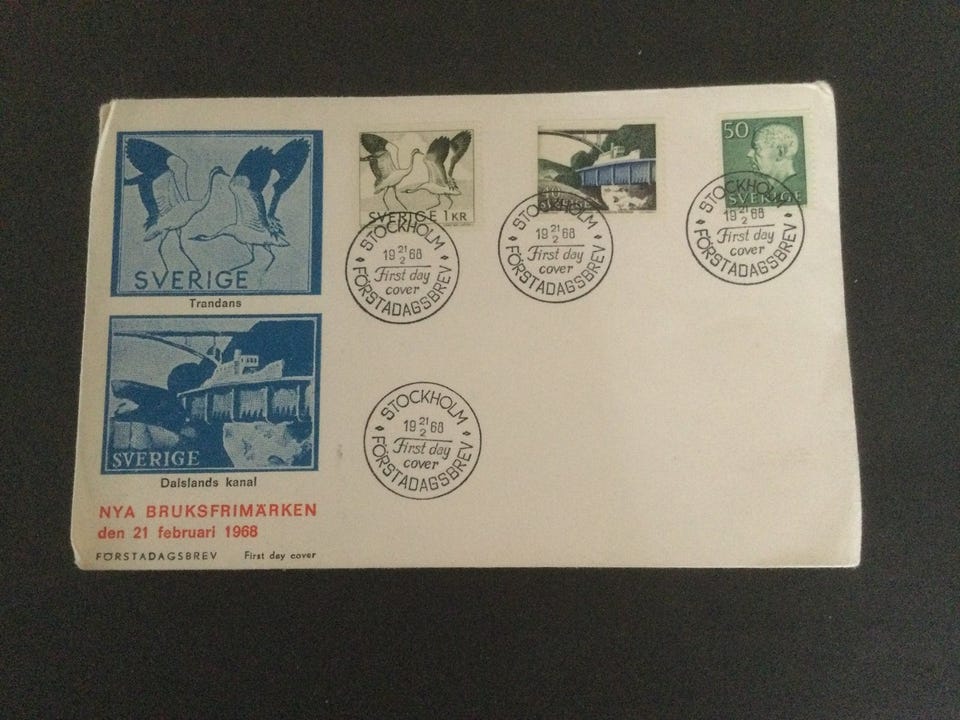 SVERIGE
Trandans
SVERIGE
Dalslands kanal
NYA BRUKSFRIMÄRKEN
den 21 februari 1968
FÖRSTADAGSBREV First day cover
SVERIGE 1 KR
STOCKHOLM
19 21/2 68
First day
cover
FÖRSTADAGSBREV
40
SVERIGE
STOCKHOLM
19 21/2 68
First day
cover
FÖRSTADAGSBREV
50
SVERIGE
STOCKHOLM
19 21/2 68
First day
cover
FÖRSTADAGSBREV
STOCKHOLM
19 21/2 68
First day
cover
FÖRSTADAGSBREV